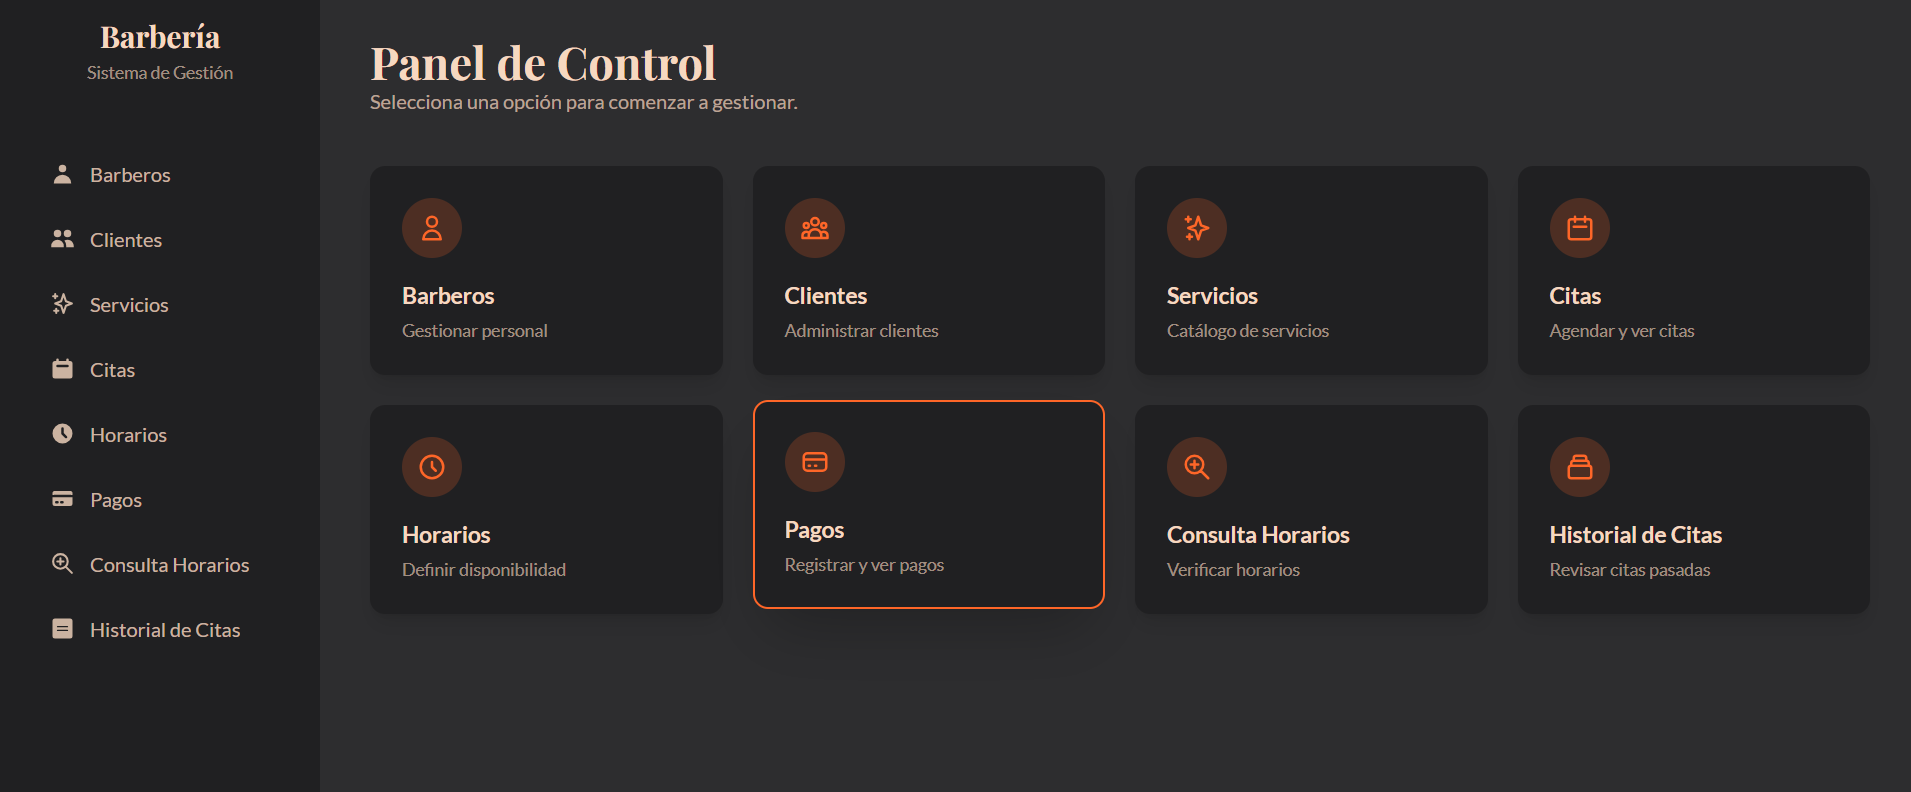 Barbería
Sistema de Gestión
Barberos
Clientes
Servicios
Citas
Horarios
Pagos
Consulta Horarios
Historial de Citas
Panel de Control
Selecciona una opción para comenzar a gestionar.
Barberos
Gestionar personal
Clientes
Administrar clientes
Servicios
Catálogo de servicios
Citas
Agendar y ver citas
Horarios
Definir disponibilidad
Pagos
Registrar y ver pagos
Consulta Horarios
Verificar horarios
Historial de Citas
Revisar citas pasadas